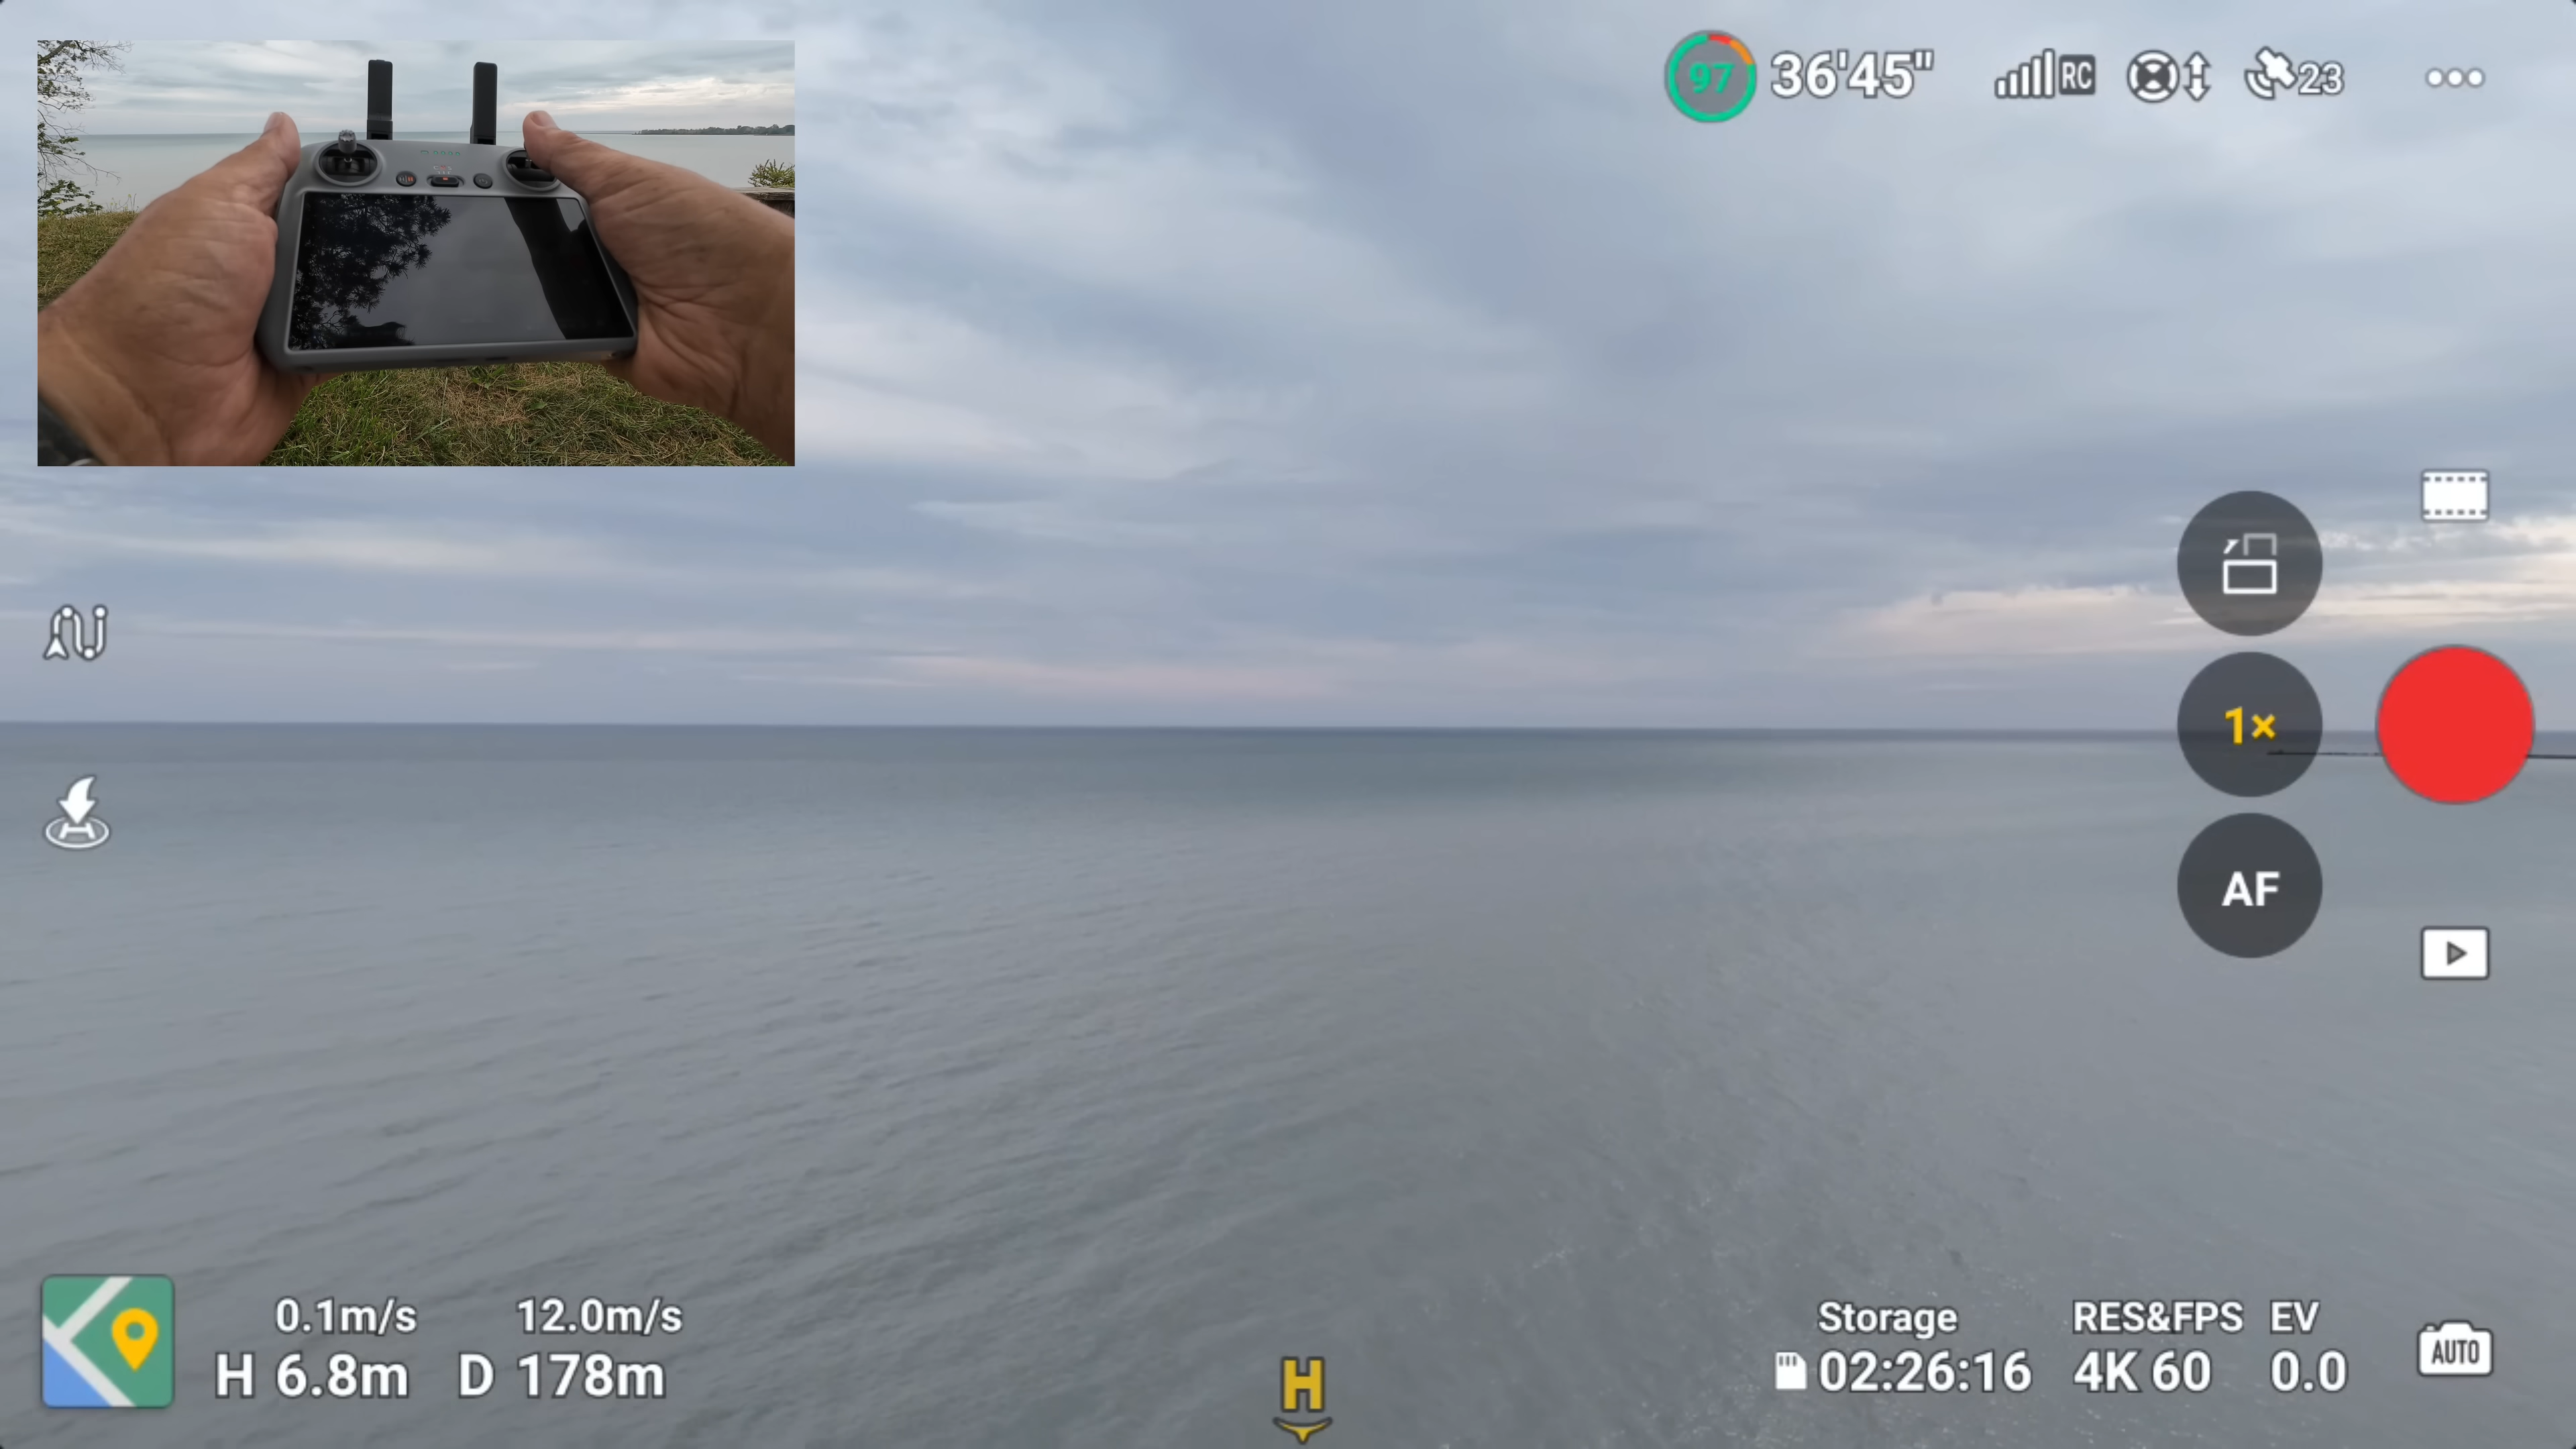 97 36'45" RC 23
1×
AF
0.1m/s 12.0m/s
H 6.8m D 178m
H
Storage RES&FPS EV
02:26:16 4K 60 0.0
AUTO